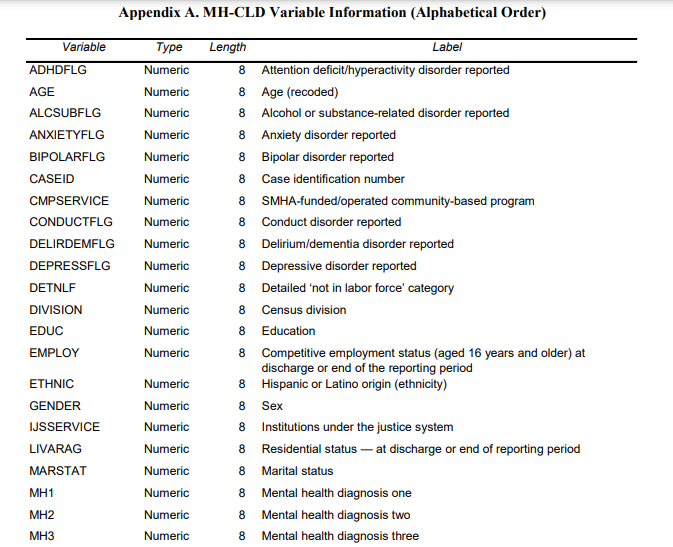 Appendix A. MH-CLD Variable Information (Alphabetical Order)
Variable Type Length Label
ADHDFLG Numeric 8 Attention deficit/hyperactivity disorder reported
AGE Numeric 8 Age (recoded)
ALCSUBFLG Numeric 8 Alcohol or substance-related disorder reported
ANXIETYFLG Numeric 8 Anxiety disorder reported
BIPOLARFLG Numeric 8 Bipolar disorder reported
CASEID Numeric 8 Case identification number
CMPSERVICE Numeric 8 SMHA-funded/operated community-based program
CONDUCTFLG Numeric 8 Conduct disorder reported
DELIRDEMFLG Numeric 8 Delirium/dementia disorder reported
DEPRESSFLG Numeric 8 Depressive disorder reported
DETNLF Numeric 8 Detailed ‘not in labor force’ category
DIVISION Numeric 8 Census division
EDUC Numeric 8 Education
EMPLOY Numeric 8 Competitive employment status (aged 16 years and older) at
discharge or end of the reporting period
ETHNIC Numeric 8 Hispanic or Latino origin (ethnicity)
GENDER Numeric 8 Sex
IJSSERVICE Numeric 8 Institutions under the justice system
LIVARAG Numeric 8 Residential status — at discharge or end of reporting period
MARSTAT Numeric 8 Marital status
MH1 Numeric 8 Mental health diagnosis one
MH2 Numeric 8 Mental health diagnosis two
MH3 Numeric 8 Mental health diagnosis three